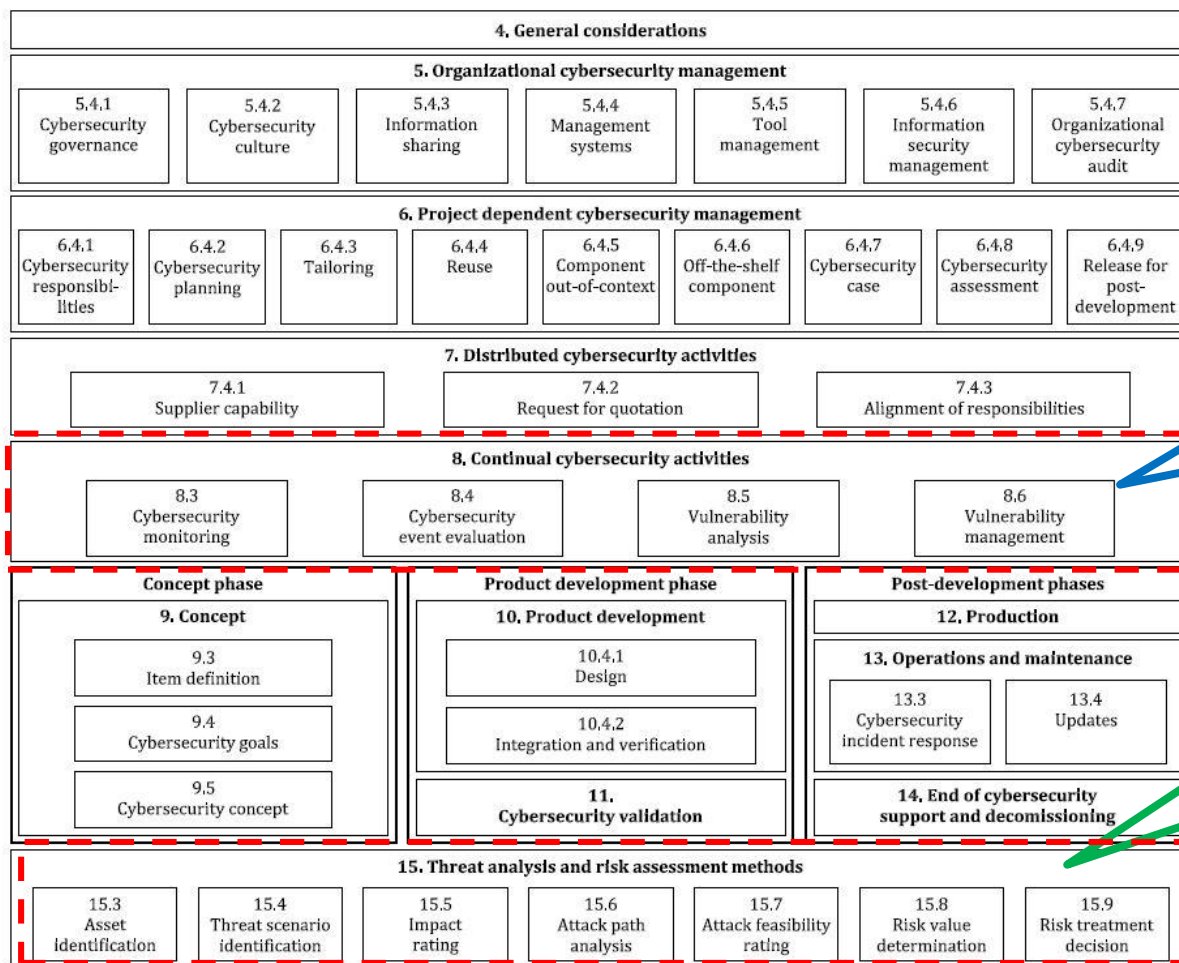 4. General considerations
5. Organizational cybersecurity management
5.4.1
Cybersecurity
governance
5.4.2
Cybersecurity
culture
5.4.3
Information
sharing
5.4.4
Management
systems
5.4.5
Tool
management
5.4.6
Information
security
management
5.4.7
Organizational
cybersecurity
audit
6. Project dependent cybersecurity management
6.4.1
Cybersecurity
responsibi-
lities
6.4.2
Cybersecurity
planning
6.4.3
Tailoring
6.4.4
Reuse
6.4.5
Component
out-of-context
6.4.6
Off-the-shelf
component
6.4.7
Cybersecurity
case
6.4.8
Cybersecurity
assessment
6.4.9
Release for
post-
development
7. Distributed cybersecurity activities
7.4.1
Supplier capability
7.4.2
Request for quotation
7.4.3
Alignment of responsibilities
8. Continual cybersecurity activities
8.3
Cybersecurity
monitoring
8.4
Cybersecurity
event evaluation
8.5
Vulnerability
analysis
8.6
Vulnerability
management
Concept phase
9. Concept
9.3
Item definition
9.4
Cybersecurity goals
9.5
Cybersecurity concept
Product development phase
10. Product development
10.4.1
Design
10.4.2
Integration and verification
11.
Cybersecurity validation
Post-development phases
12. Production
13. Operations and maintenance
13.3
Cybersecurity
incident response
13.4
Updates
14. End of cybersecurity
support and decomissioning
15. Threat analysis and risk assessment methods
15.3
Asset
identification
15.4
Threat scenario
identification
15.5
Impact
rating
15.6
Attack path
analysis
15.7
Attack feasibility
rating
15.8
Risk value
determination
15.9
Risk treatment
decision